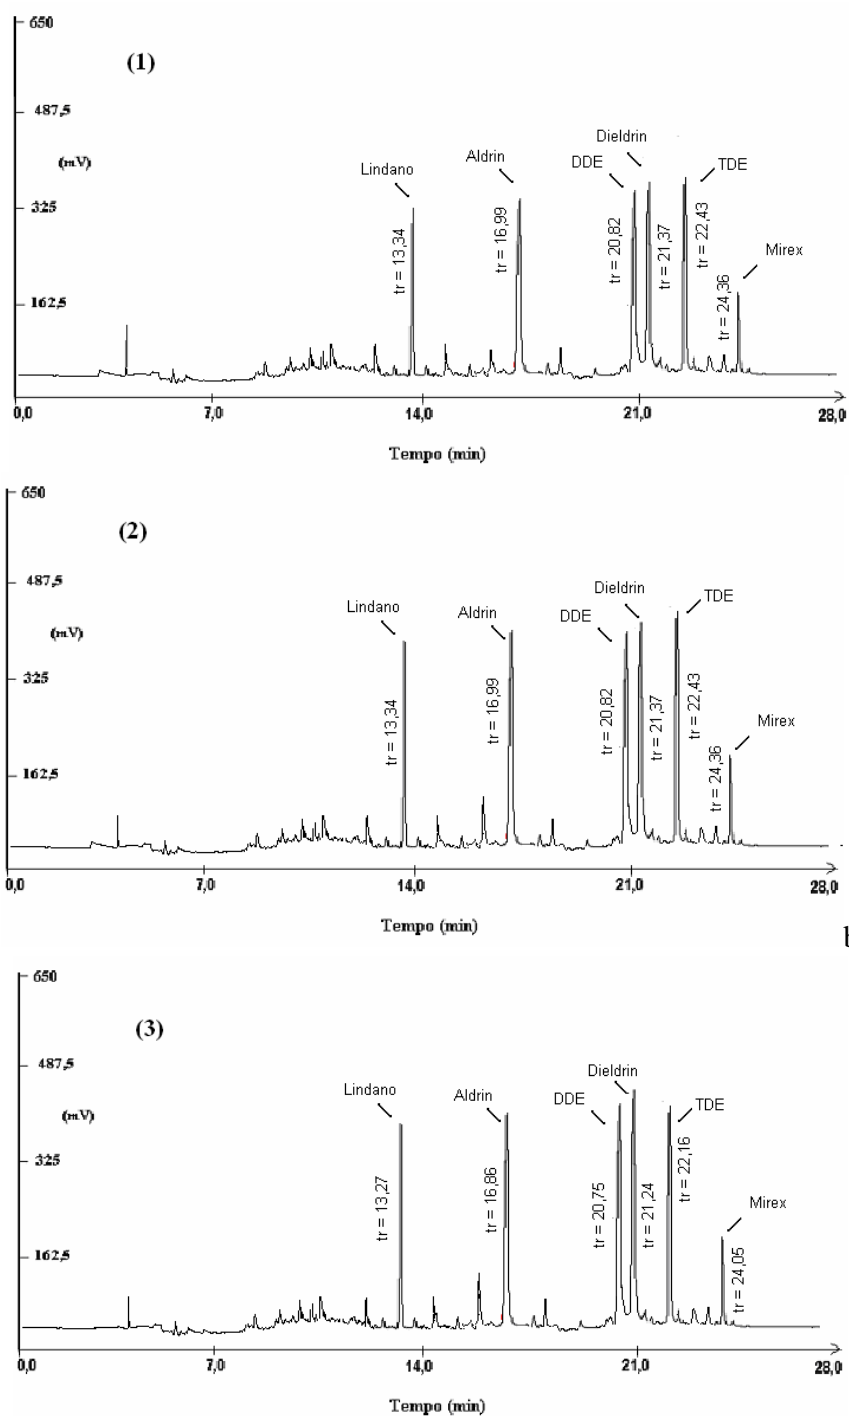 650
(1)
487,5
Dieldrin
(mV)
Lindano
Aldrin
DDE
TDE
325
tr = 13,34
tr = 16,99
tr = 20,82
tr = 21,37
tr = 22,43
Mirex
162,5
tr = 24,36
0,0
7,0
14,0
21,0
28,0
Tempo (min)
650
(2)
487,5
Dieldrin
(mV)
Lindano
Aldrin
DDE
TDE
325
tr = 13,34
tr = 16,99
tr = 20,82
tr = 21,37
tr = 22,43
Mirex
162,5
tr = 24,36
0,0
7,0
14,0
21,0
28,0
Tempo (min)
650
(3)
487,5
Dieldrin
(mV)
Lindano
Aldrin
DDE
TDE
325
tr = 13,27
tr = 16,86
tr = 20,75
tr = 21,24
tr = 22,16
Mirex
162,5
tr = 24,05
0,0
7,0
14,0
21,0
28,0
Tempo (min)